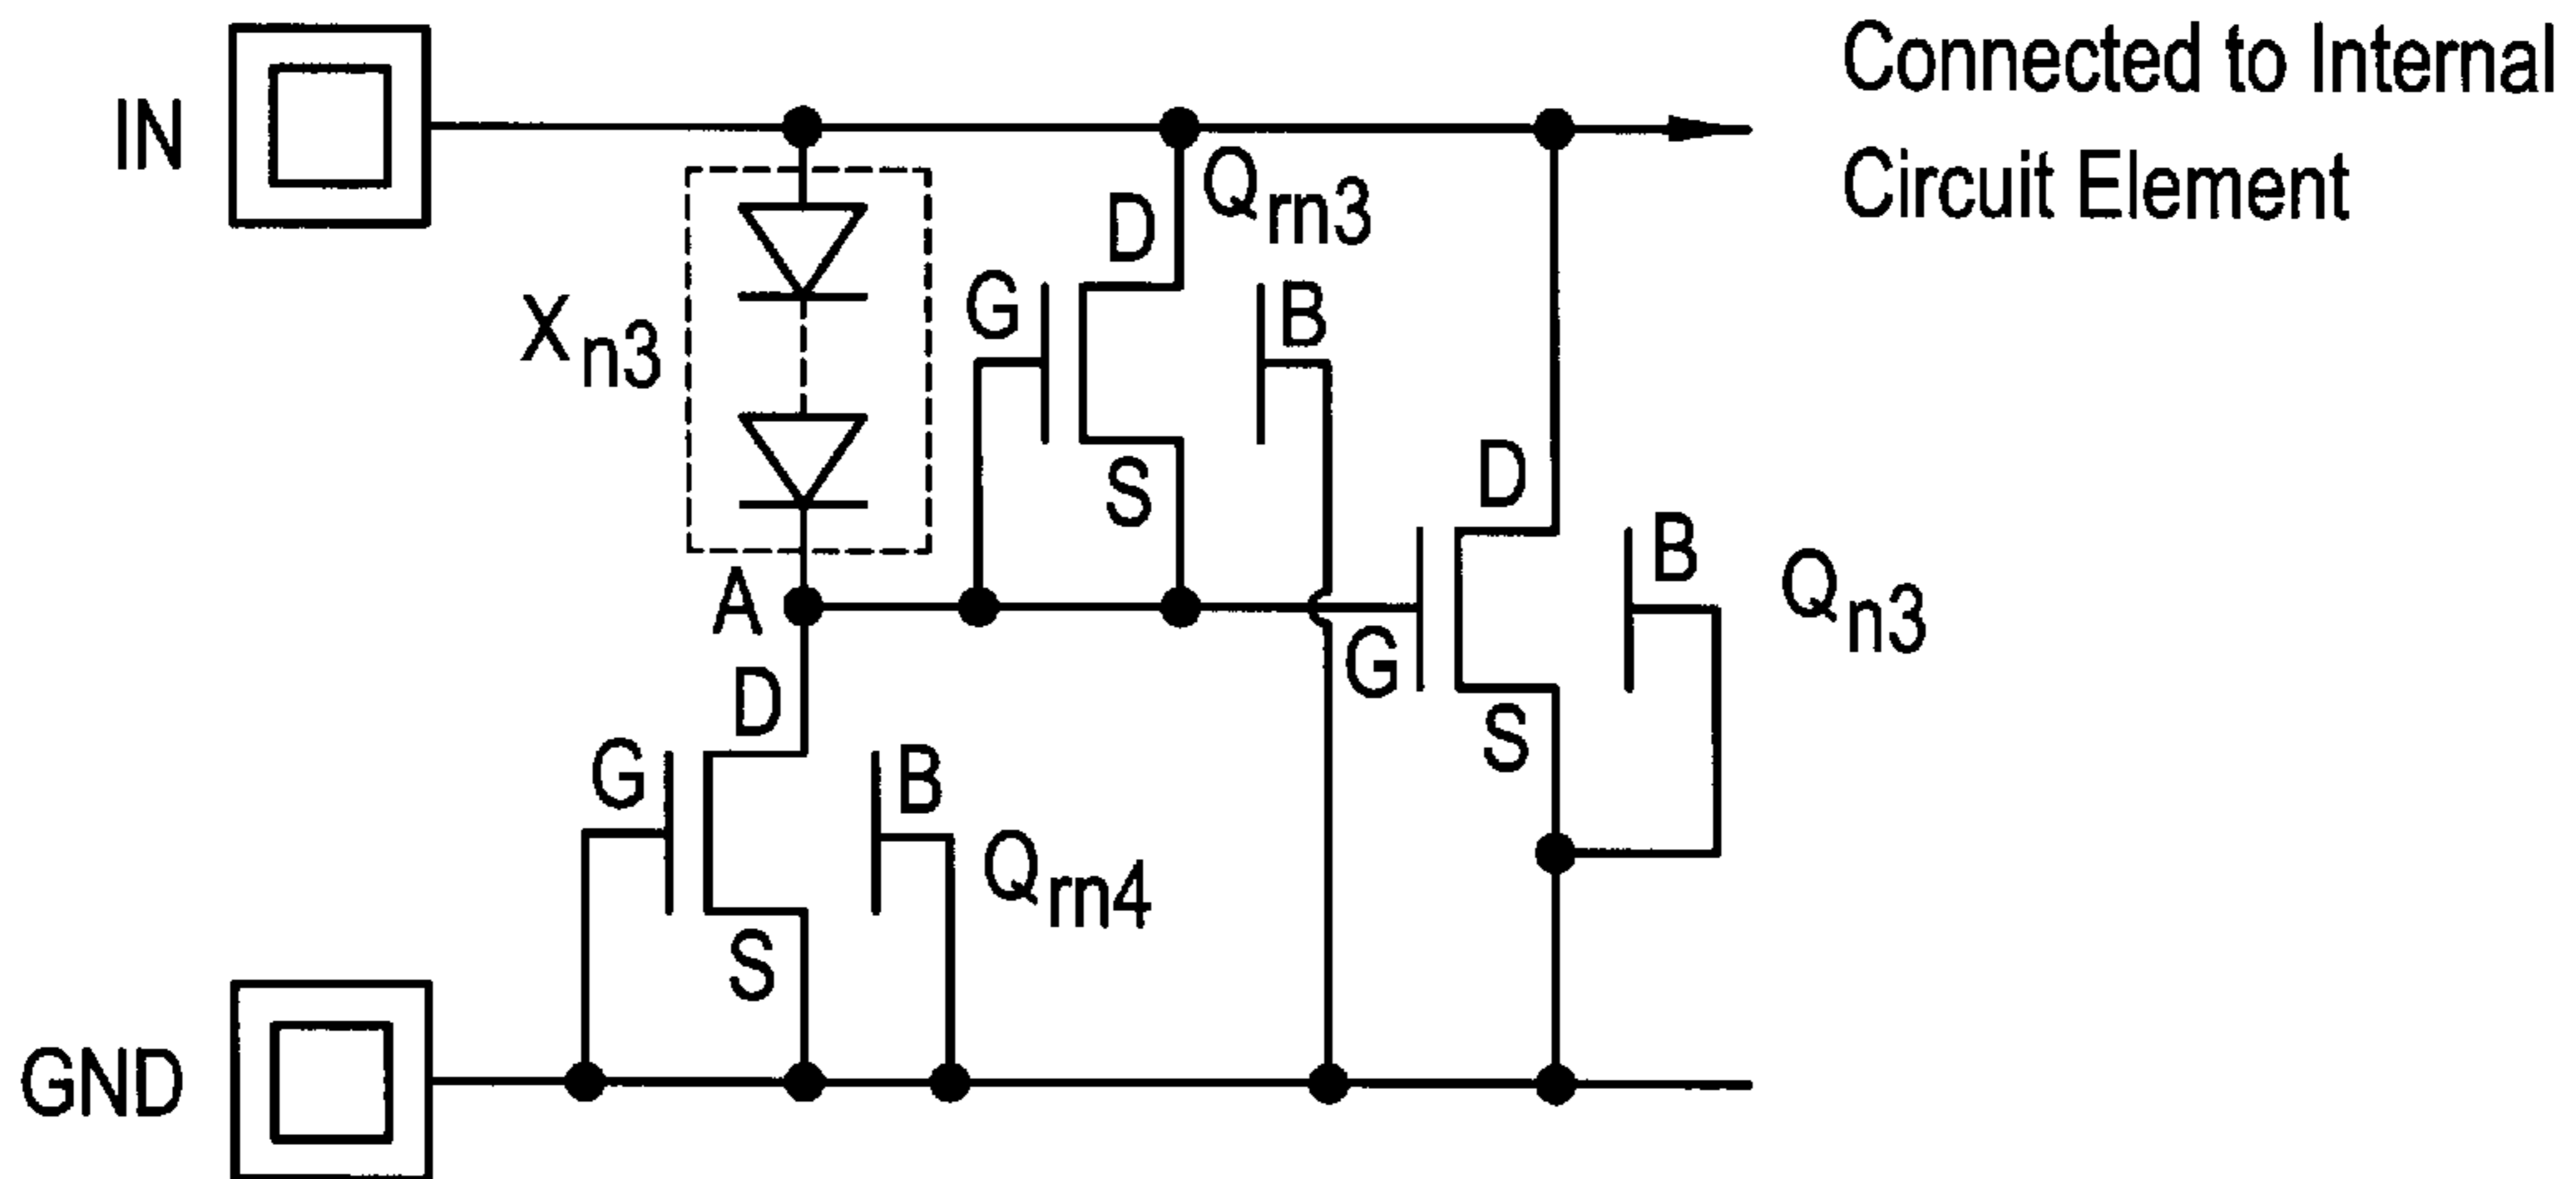 Connected to Internal
Circuit Element
IN
Qrn3
D
G
B
Xn3
S
D
B
Qn3
A
G
D
S
G
B
Qrn4
S
GND